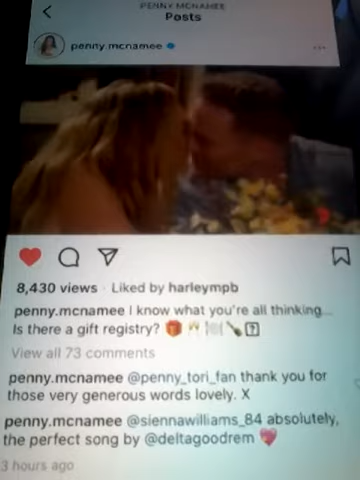 PENNY MCNAMEE
Posts
penny.mcnamee
8,430 views · Liked by harleympb
penny.mcnamee I know what you're all thinking...
Is there a gift registry? 🎁 🥂 🍽 🍾 ⍰
View all 73 comments
penny.mcnamee @penny_tori_fan thank you for
those very generous words lovely. X
penny.mcnamee @siennawilliams_84 absolutely,
the perfect song by @deltagoodrem 💖
3 hours ago